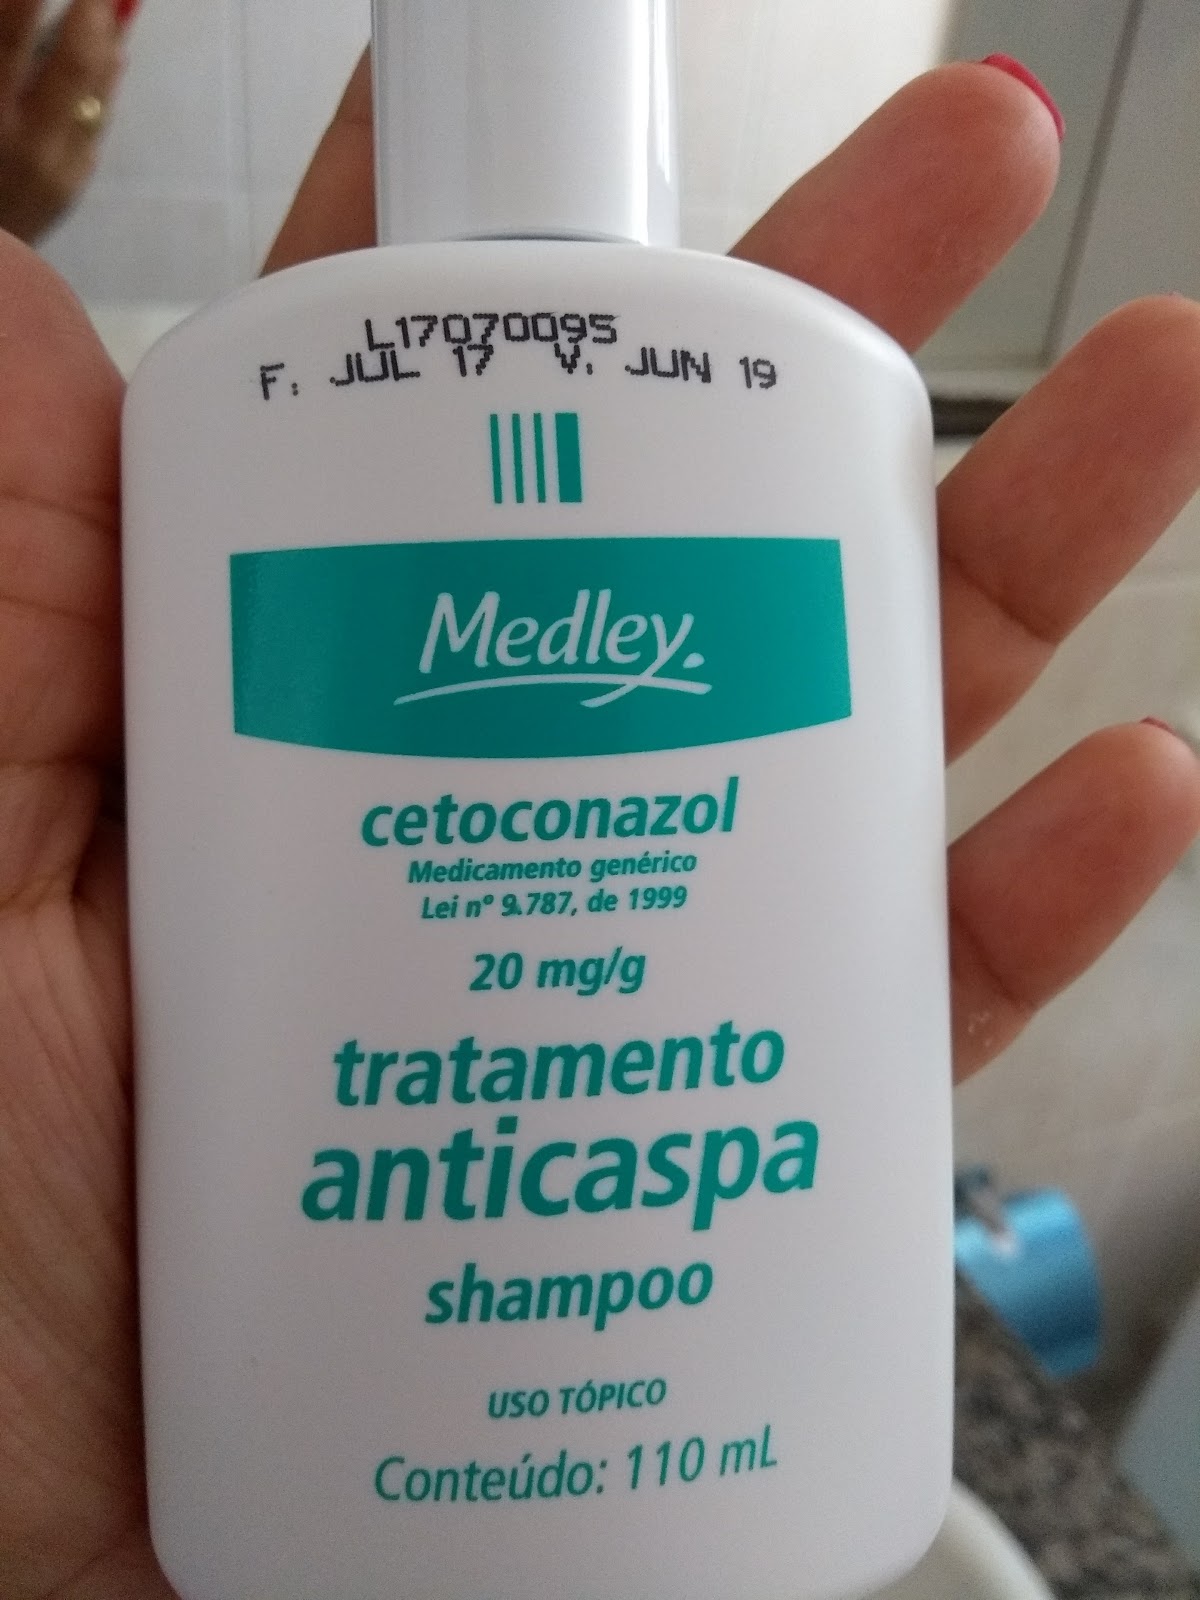 L17070095
F. JUL 17 V. JUN 19
Medley.
cetoconazol
Medicamento genérico
Lei nº 9.787, de 1999
20 mg/g
tratamento
anticaspa
shampoo
USO TÓPICO
Conteúdo: 110 mL